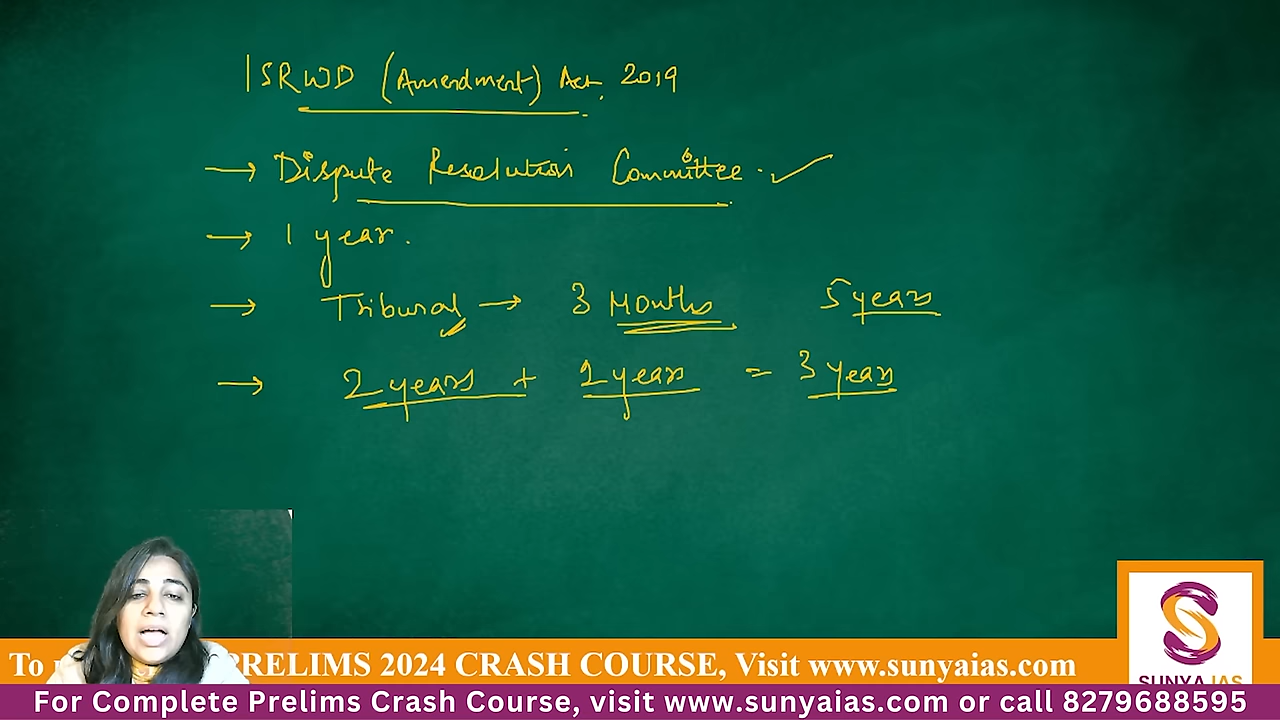 ISRWD (Amendment) Act. 2019
→ Dispute Resolution Committee. ✓
→ 1 year.
→ Tribunal → 3 Months 5 years
→ 2 years + 1 year = 3 year
To PRELIMS 2024 CRASH COURSE, Visit www.sunyaias.com
SUNYA IAS
For Complete Prelims Crash Course, visit www.sunyaias.com or call 8279688595